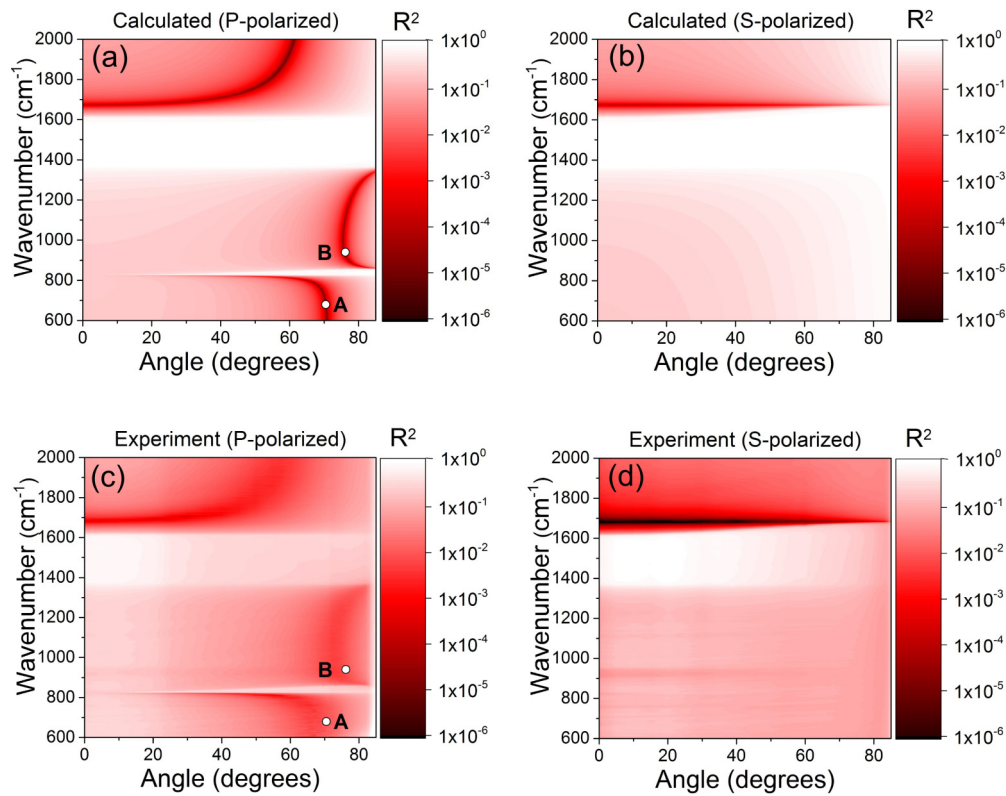 Calculated (P-polarized) R²
(a)
Wavenumber (cm⁻¹)
2000
1800
1600
1400
1200
1000
800
600
B
A
0 20 40 60 80
Angle (degrees)
1x10⁰
1x10⁻¹
1x10⁻²
1x10⁻³
1x10⁻⁴
1x10⁻⁵
1x10⁻⁶
Calculated (S-polarized) R²
(b)
Wavenumber (cm⁻¹)
2000
1800
1600
1400
1200
1000
800
600
0 20 40 60 80
Angle (degrees)
1x10⁰
1x10⁻¹
1x10⁻²
1x10⁻³
1x10⁻⁴
1x10⁻⁵
1x10⁻⁶
Experiment (P-polarized) R²
(c)
Wavenumber (cm⁻¹)
2000
1800
1600
1400
1200
1000
800
600
B
A
0 20 40 60 80
Angle (degrees)
1x10⁰
1x10⁻¹
1x10⁻²
1x10⁻³
1x10⁻⁴
1x10⁻⁵
1x10⁻⁶
Experiment (S-polarized) R²
(d)
Wavenumber (cm⁻¹)
2000
1800
1600
1400
1200
1000
800
600
0 20 40 60 80
Angle (degrees)
1x10⁰
1x10⁻¹
1x10⁻²
1x10⁻³
1x10⁻⁴
1x10⁻⁵
1x10⁻⁶